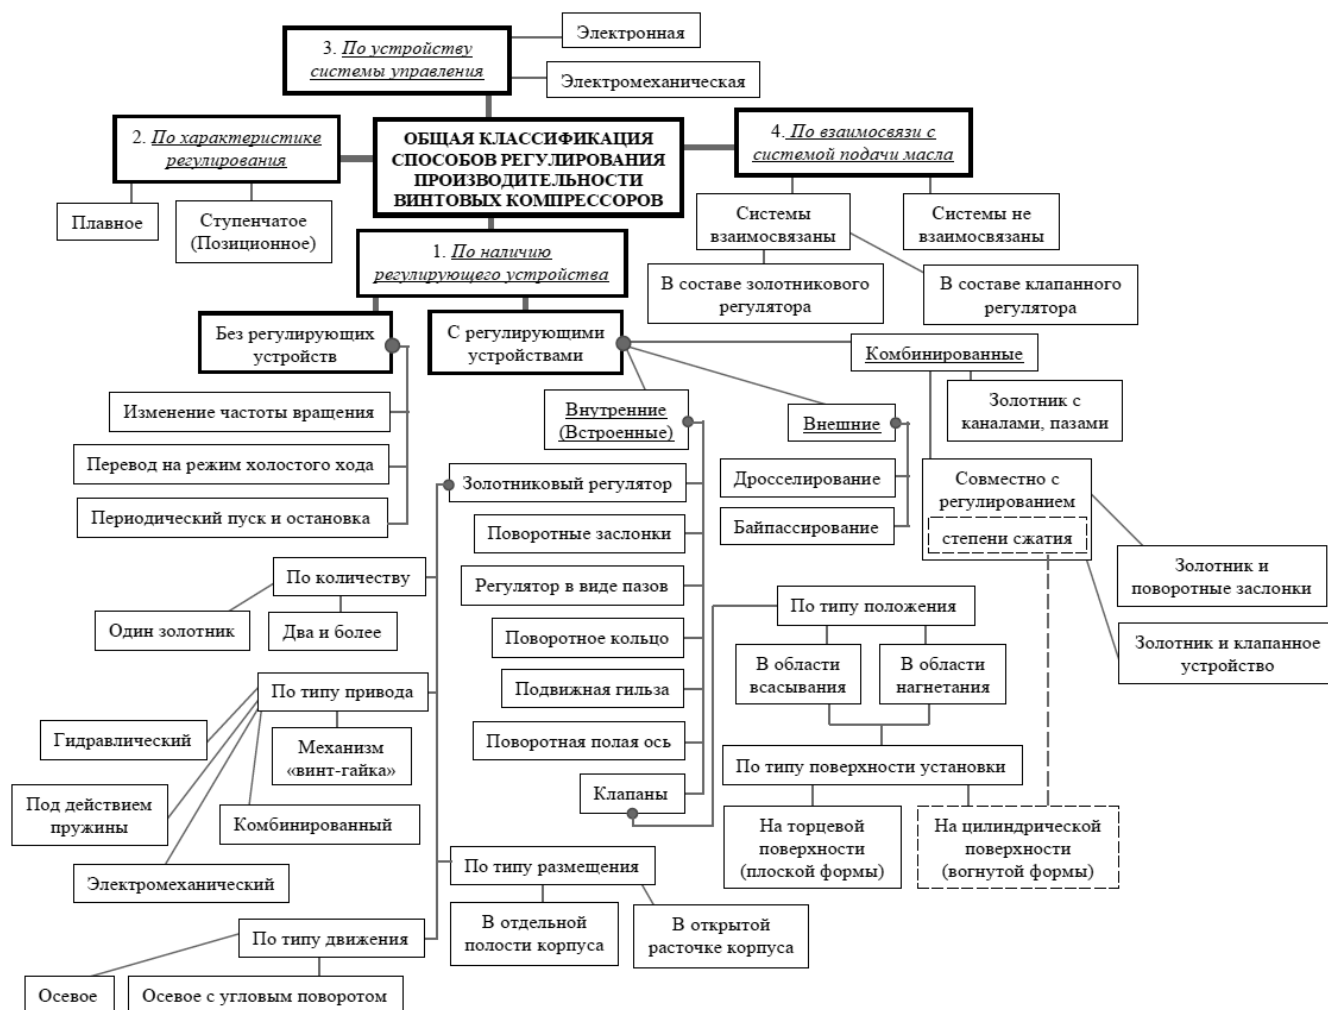 3. По устройству
системы управления
Электронная
Электромеханическая
2. По характеристике
регулирования
Плавное
Ступенчатое
(Позиционное)
ОБЩАЯ КЛАССИФИКАЦИЯ
СПОСОБОВ РЕГУЛИРОВАНИЯ
ПРОИЗВОДИТЕЛЬНОСТИ
ВИНТОВЫХ КОМПРЕССОРОВ
4. По взаимосвязи с
системой подачи масла
Системы
взаимосвязаны
Системы не
взаимосвязаны
В составе золотникового
регулятора
В составе клапанного
регулятора
1. По наличию
регулирующего устройства
Без регулирующих
устройств
С регулирующими
устройствами
Изменение частоты вращения
Перевод на режим холостого хода
Периодический пуск и остановка
Внутренние
(Встроенные)
Внешние
Комбинированные
Золотник с
каналами, пазами
Совместно с
регулированием
степени сжатия
Золотник и
поворотные заслонки
Золотник и клапанное
устройство
Дросселирование
Байпассирование
Золотниковый регулятор
Поворотные заслонки
Регулятор в виде пазов
Поворотное кольцо
Подвижная гильза
Поворотная полая ось
Клапаны
По типу положения
В области
всасывания
В области
нагнетания
По типу поверхности установки
На торцевой
поверхности
(плоской формы)
На цилиндрической
поверхности
(вогнутой формы)
По количеству
Один золотник
Два и более
По типу привода
Гидравлический
Механизм
«винт-гайка»
Под действием
пружины
Комбинированный
Электромеханический
По типу размещения
В отдельной
полости корпуса
В открытой
расточке корпуса
По типу движения
Осевое
Осевое с угловым поворотом